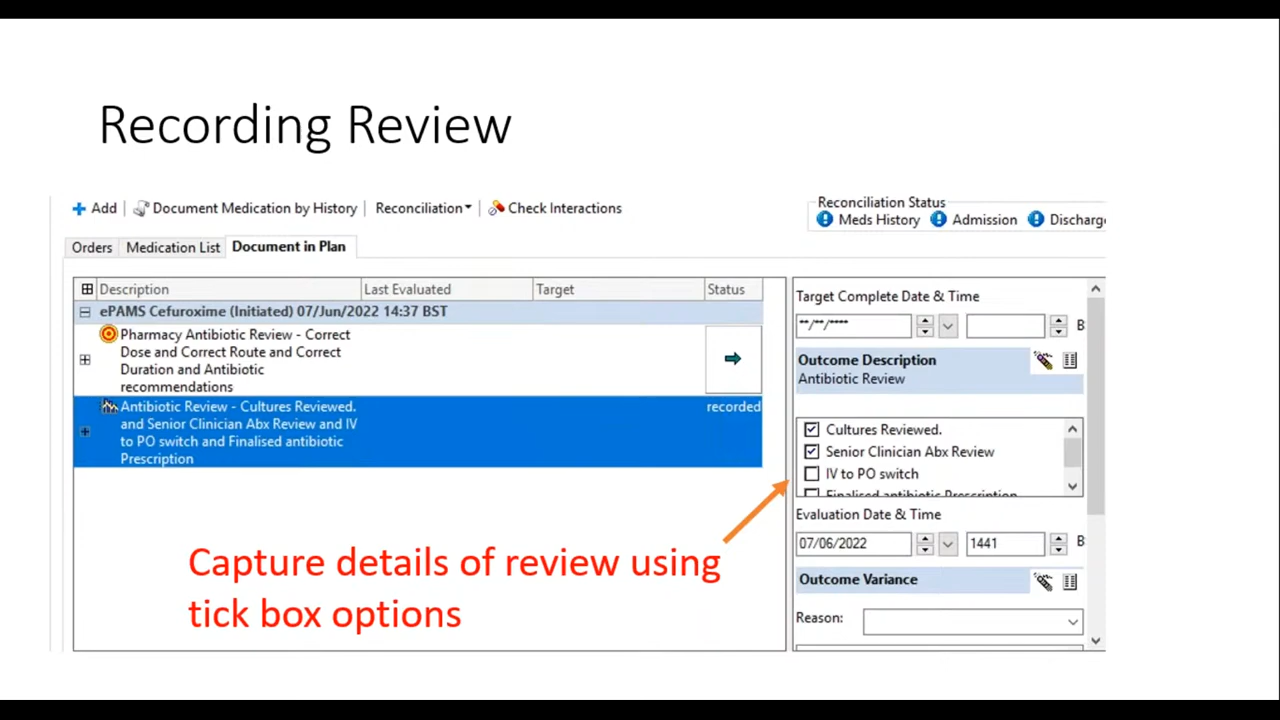 Recording Review
Add
Document Medication by History
Reconciliation
Check Interactions
Reconciliation Status
Meds History
Admission
Discharge
Orders
Medication List
Document in Plan
Description
Last Evaluated
Target
Status
ePAMS Cefuroxime (Initiated) 07/Jun/2022 14:37 BST
Pharmacy Antibiotic Review - Correct
Dose and Correct Route and Correct
Duration and Antibiotic
recommendations
Antibiotic Review - Cultures Reviewed.
and Senior Clinician Abx Review and IV
to PO switch and Finalised antibiotic
Prescription
recorded
Target Complete Date & Time
**/**/****
B
Outcome Description
Antibiotic Review
Cultures Reviewed.
Senior Clinician Abx Review
IV to PO switch
Finalised antibiotic Prescription
Evaluation Date & Time
07/06/2022
1441
B
Outcome Variance
Reason:
Capture details of review using
tick box options